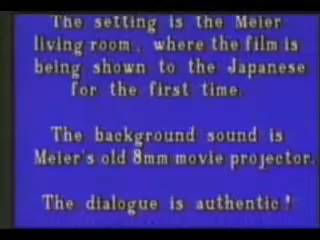 The setting is the Meier
living room, where the film is
being shown to the Japanese
for the first time.
The background sound is
Meier's old 8mm movie projector.
The dialogue is authentic!